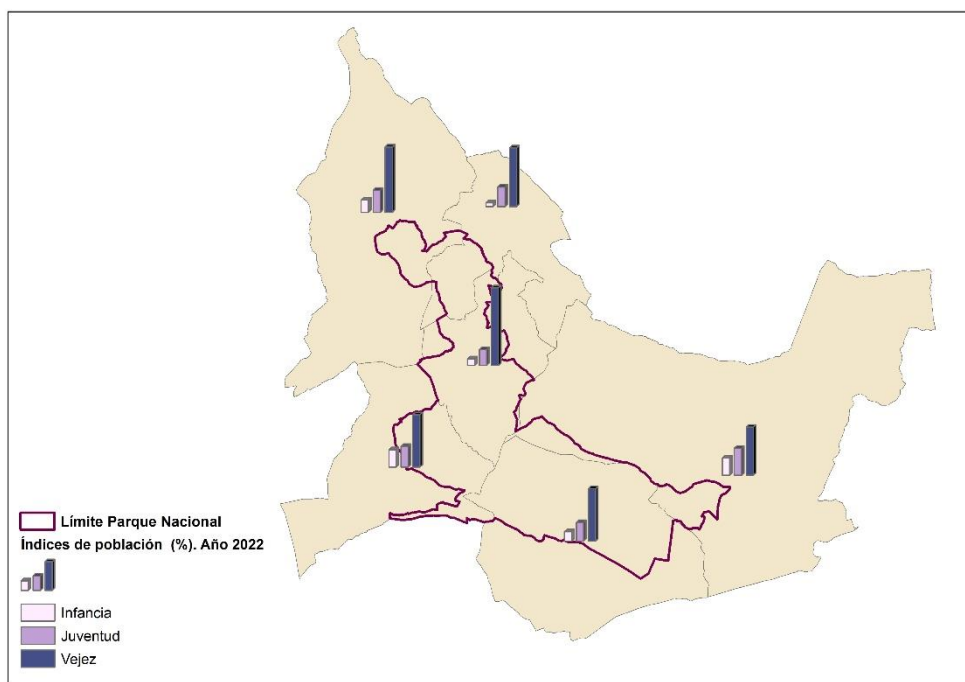 Límite Parque Nacional
Índices de población (%). Año 2022
Infancia
Juventud
Vejez